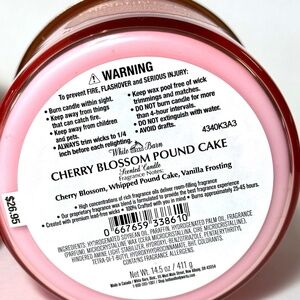 WARNING
To prevent FIRE, FLASHOVER and SERIOUS INJURY:
• Burn candle within sight.
• Keep away from things that catch fire.
• Keep away from children and pets.
• ALWAYS trim wicks to 1/4 inch before each relighting.
• Keep wax pool free of wick trimmings and matches.
• DO NOT burn candle for more than 4-hour intervals.
• DO NOT extinguish with water.
• AVOID drafts.
4340K3A3
White Barn
CHERRY BLOSSOM POUND CAKE
Scented Candle
Fragrance Notes:
Cherry Blossom, Whipped Pound Cake, Vanilla Frosting
• High concentrations of rich fragrance oils deliver room-filling fragrance
• Our proprietary fragrance wax blend is formulated to provide consistent fragrance
Created with premium lead-free wicks • 100% Crafted with you in mind • Burns approximately 25-45 hours.
0 667659 338610
$26.95
Net Wt. 14.5 oz / 411 g